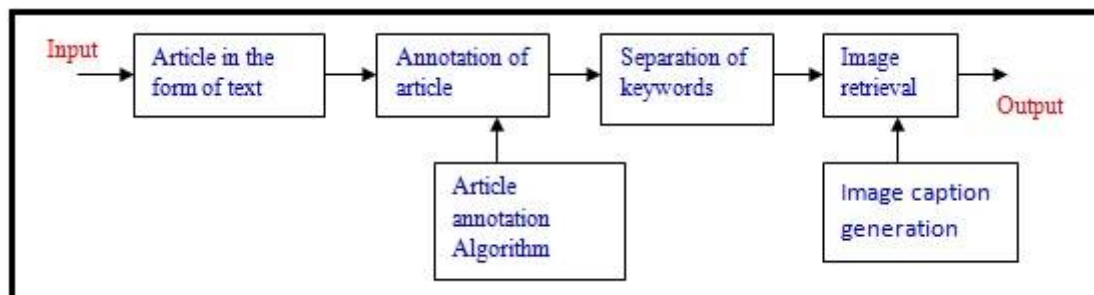 Input
Article in the
form of text
Annotation of
article
Separation of
keywords
Image
retrieval
Output
Article
annotation
Algorithm
Image caption
generation